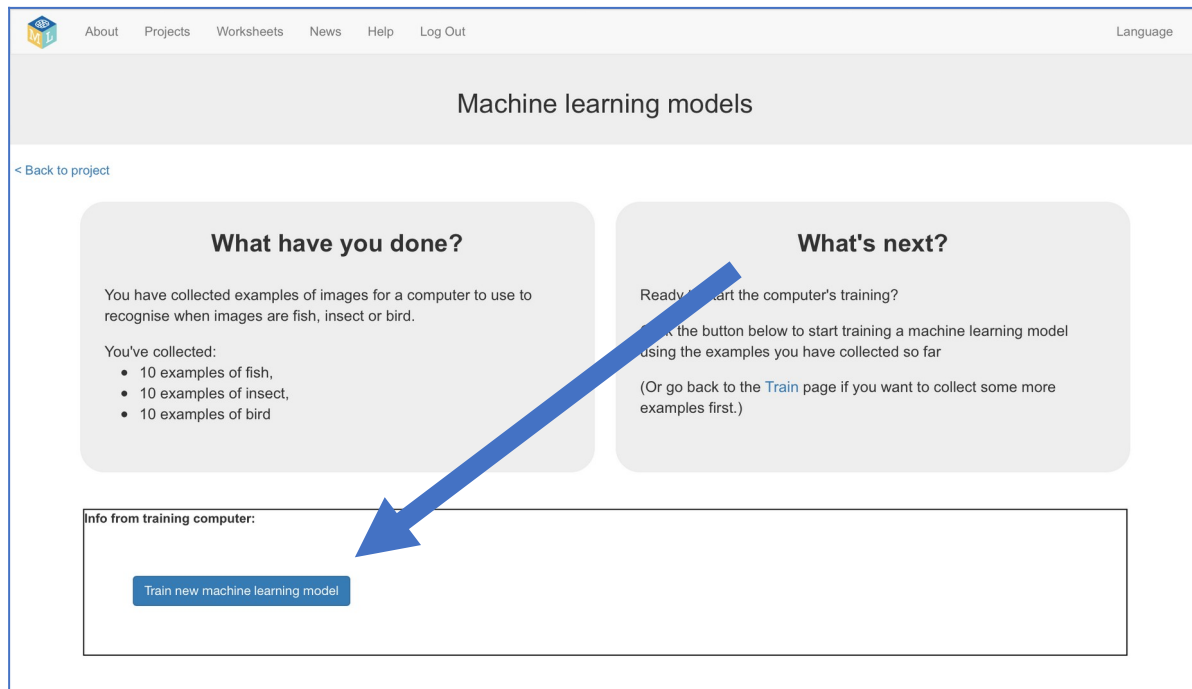 About Projects Worksheets News Help Log Out Language
Machine learning models
< Back to project
What have you done?
You have collected examples of images for a computer to use to
recognise when images are fish, insect or bird.
You've collected:
10 examples of fish,
10 examples of insect,
10 examples of bird
What's next?
Ready to start the computer's training?
the button below to start training a machine learning model
using the examples you have collected so far
(Or go back to the Train page if you want to collect some more
examples first.)
Info from training computer:
Train new machine learning model